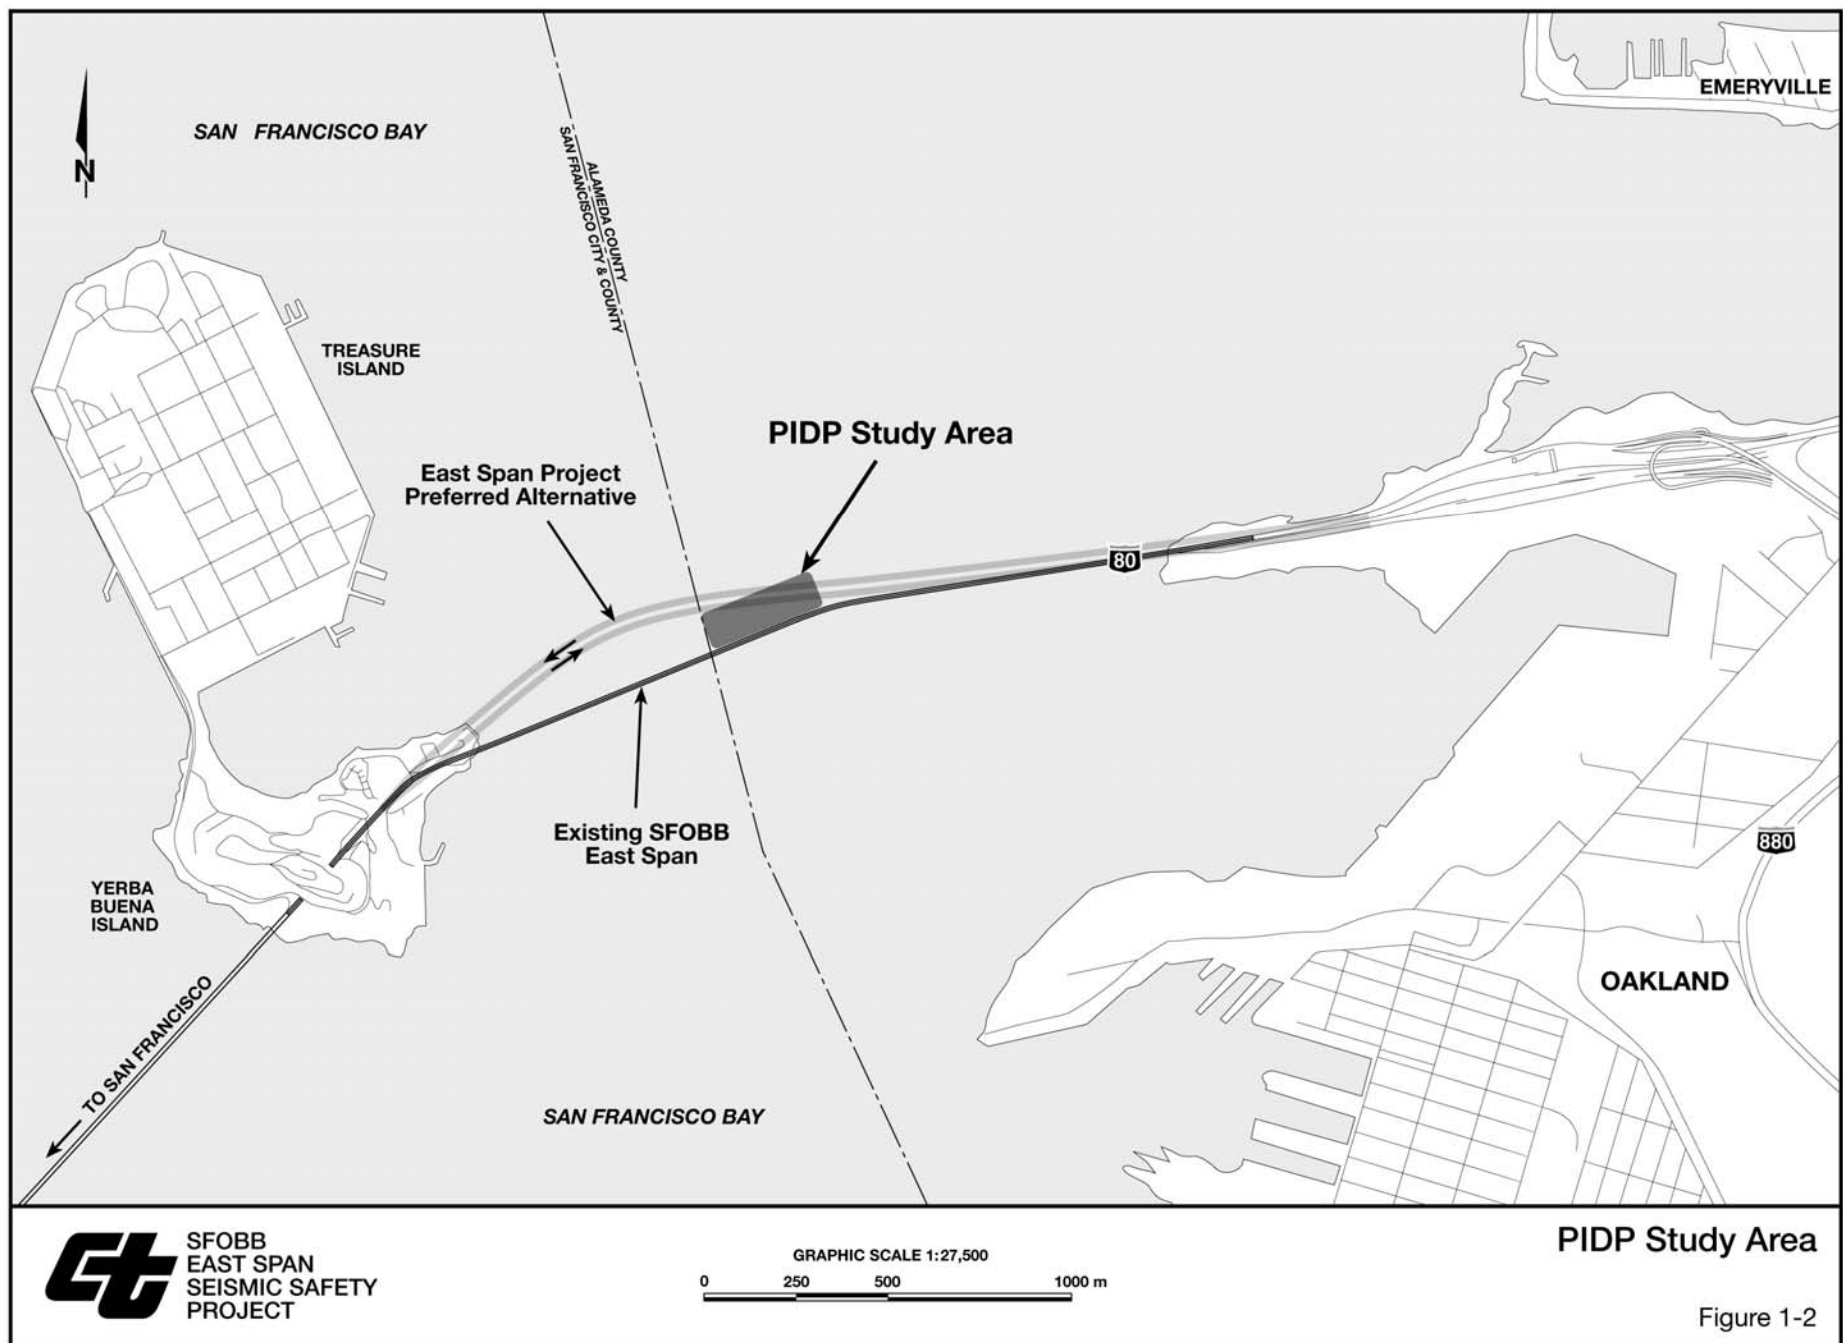 EMERYVILLE
SAN FRANCISCO BAY
N
ALAMEDA COUNTY
SAN FRANCISCO CITY & COUNTY
TREASURE
ISLAND
PIDP Study Area
East Span Project
Preferred Alternative
80
Existing SFOBB
East Span
880
YERBA
BUENA
ISLAND
OAKLAND
TO SAN FRANCISCO
SAN FRANCISCO BAY
ct
SFOBB
EAST SPAN
SEISMIC SAFETY
PROJECT
GRAPHIC SCALE 1:27,500
0 250 500 1000 m
PIDP Study Area
Figure 1-2